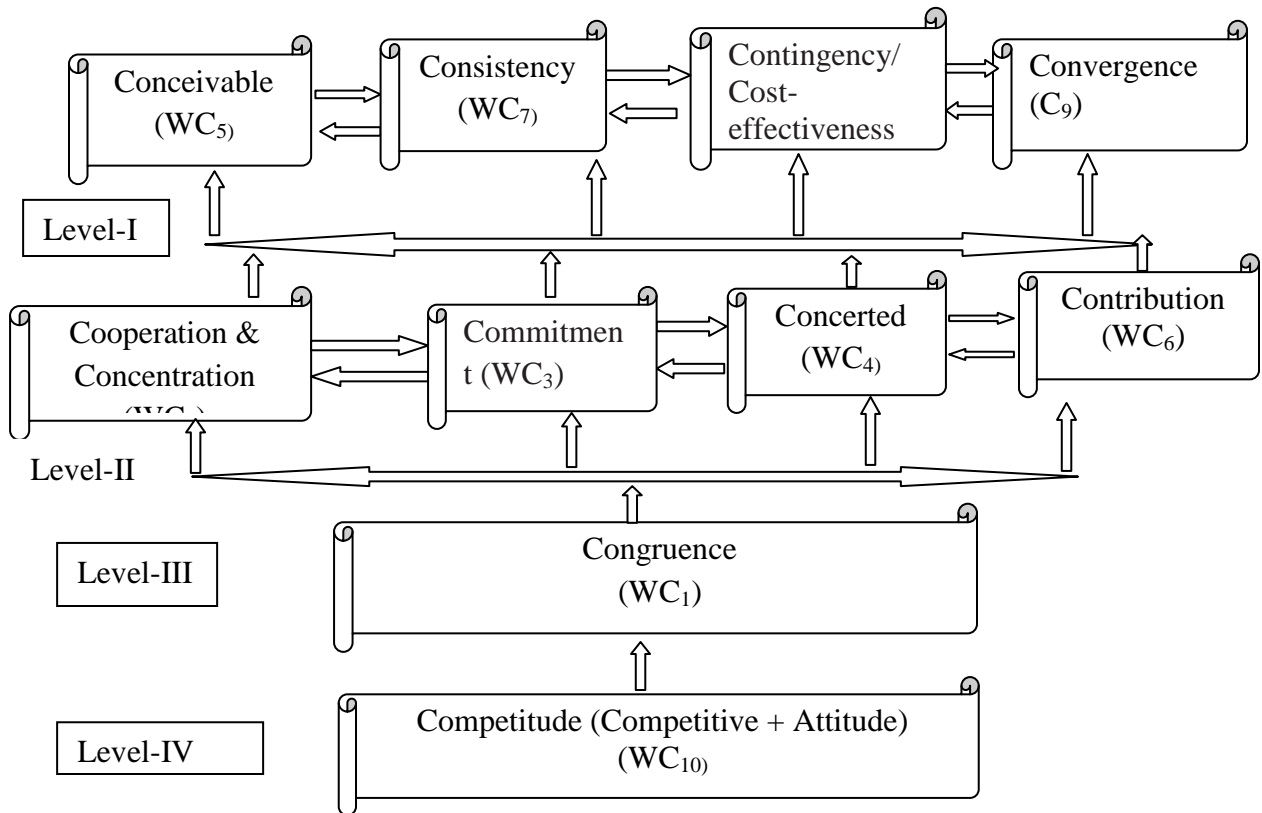 Conceivable
(WC5)
Consistency
(WC7)
Contingency/
Cost-
effectiveness
Convergence
(C9)
Level-I
Cooperation &
Concentration
Commitmen
t (WC3)
Concerted
(WC4)
Contribution
(WC6)
Level-II
Congruence
(WC1)
Level-III
Competitude (Competitive + Attitude)
(WC10)
Level-IV